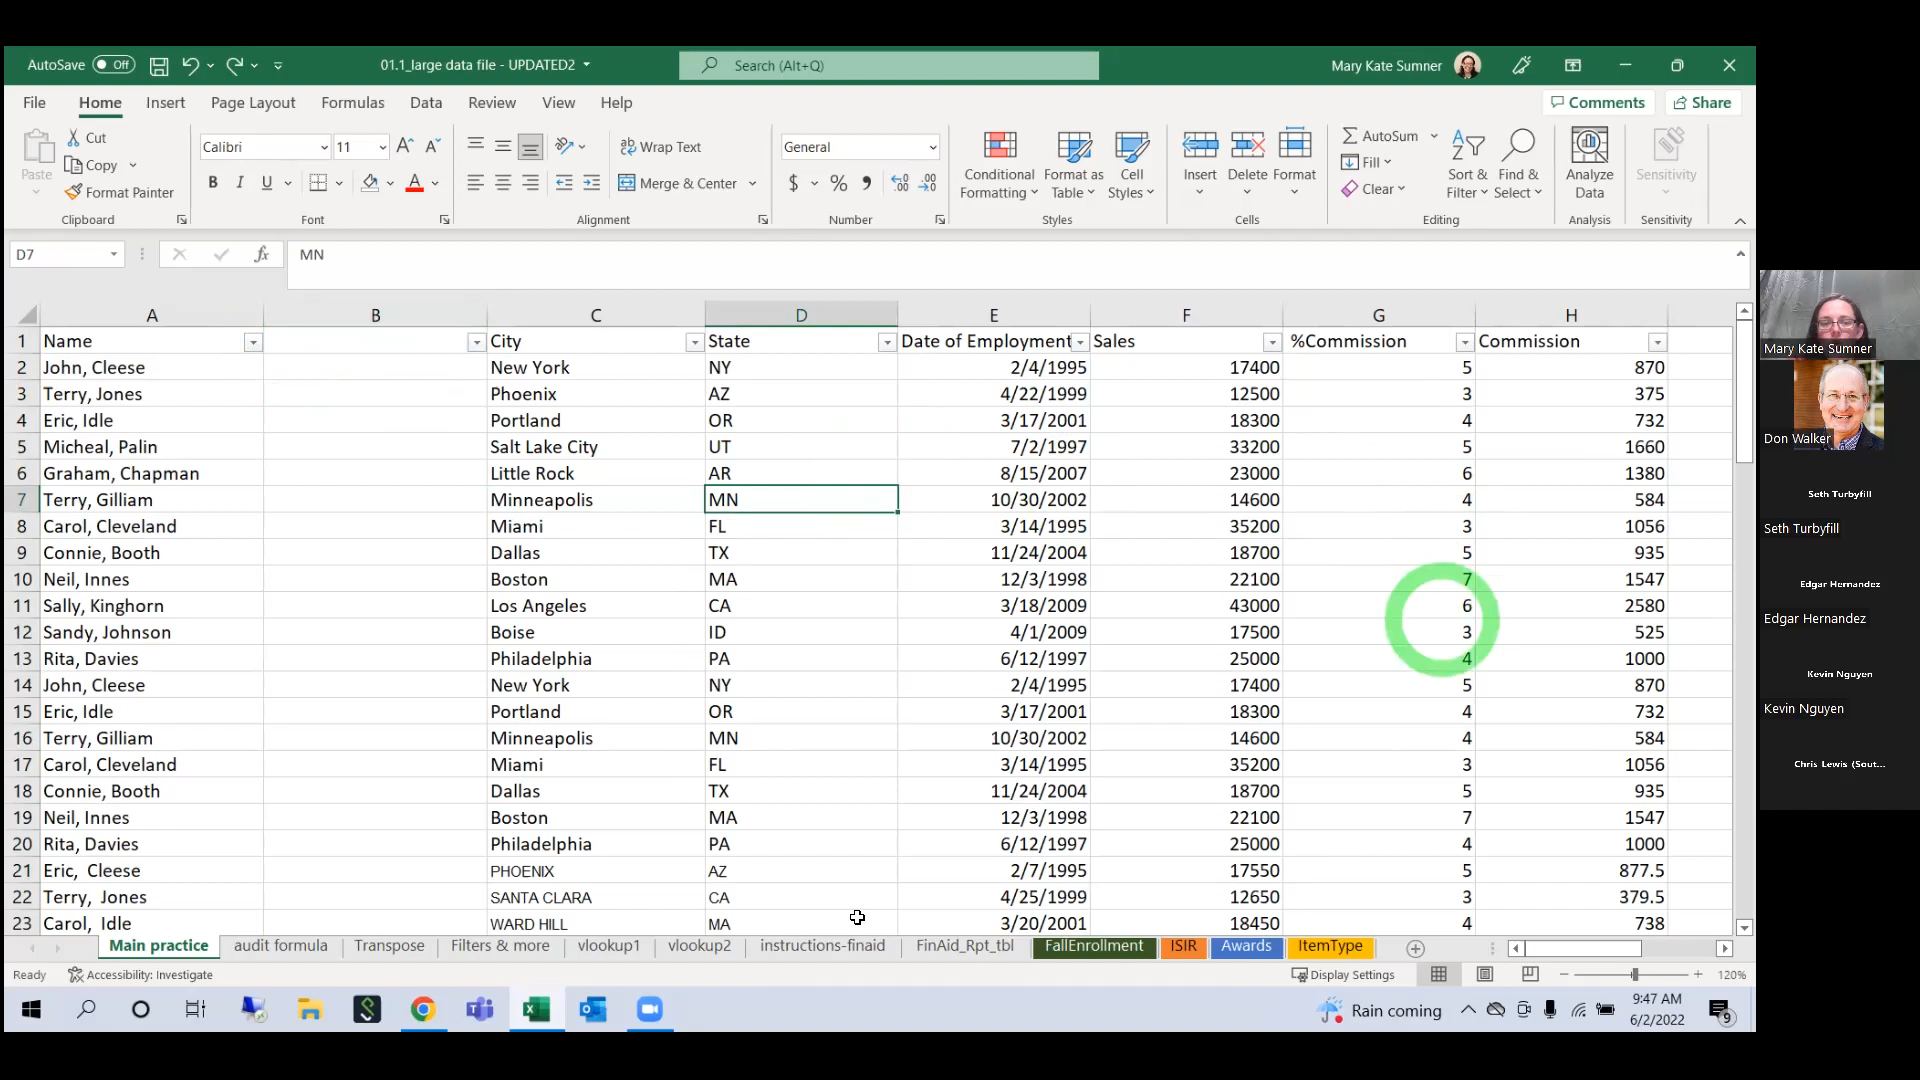 AutoSave Off 01.1_large data file - UPDATED2 Search (Alt+Q) Mary Kate Sumner
File Home Insert Page Layout Formulas Data Review View Help Comments Share
Paste Cut Copy Format Painter Clipboard
Calibri 11 B I U A Font
Wrap Text Merge & Center Alignment
General $ % Number
Conditional Formatting Format as Table Cell Styles Styles
Insert Delete Format Cells
AutoSum Fill Clear Sort & Filter Find & Select Editing
Analyze Data Analysis
Sensitivity Sensitivity
D7 fx MN
A B C D E F G H
1 Name City State Date of Employment Sales %Commission Commission
2 John, Cleese New York NY 2/4/1995 17400 5 870
3 Terry, Jones Phoenix AZ 4/22/1999 12500 3 375
4 Eric, Idle Portland OR 3/17/2001 18300 4 732
5 Micheal, Palin Salt Lake City UT 7/2/1997 33200 5 1660
6 Graham, Chapman Little Rock AR 8/15/2007 23000 6 1380
7 Terry, Gilliam Minneapolis MN 10/30/2002 14600 4 584
8 Carol, Cleveland Miami FL 3/14/1995 35200 3 1056
9 Connie, Booth Dallas TX 11/24/2004 18700 5 935
10 Neil, Innes Boston MA 12/3/1998 22100 7 1547
11 Sally, Kinghorn Los Angeles CA 3/18/2009 43000 6 2580
12 Sandy, Johnson Boise ID 4/1/2009 17500 3 525
13 Rita, Davies Philadelphia PA 6/12/1997 25000 4 1000
14 John, Cleese New York NY 2/4/1995 17400 5 870
15 Eric, Idle Portland OR 3/17/2001 18300 4 732
16 Terry, Gilliam Minneapolis MN 10/30/2002 14600 4 584
17 Carol, Cleveland Miami FL 3/14/1995 35200 3 1056
18 Connie, Booth Dallas TX 11/24/2004 18700 5 935
19 Neil, Innes Boston MA 12/3/1998 22100 7 1547
20 Rita, Davies Philadelphia PA 6/12/1997 25000 4 1000
21 Eric, Cleese PHOENIX AZ 2/7/1995 17550 5 877.5
22 Terry, Jones SANTA CLARA CA 4/25/1999 12650 3 379.5
23 Carol, Idle WARD HILL MA 3/20/2001 18450 4 738
Main practice audit formula Transpose Filters & more vlookup1 vlookup2 instructions-finaid FinAid_Rpt_tbl FallEnrollment ISIR Awards ItemType
Ready Accessibility: Investigate Display Settings 120%
Rain coming 9:47 AM
6/2/2022 9
Mary Kate Sumner
Don Walker
Seth Turbyfill
Seth Turbyfill
Edgar Hernandez
Edgar Hernandez
Kevin Nguyen
Kevin Nguyen
Chris Lewis (Sout...